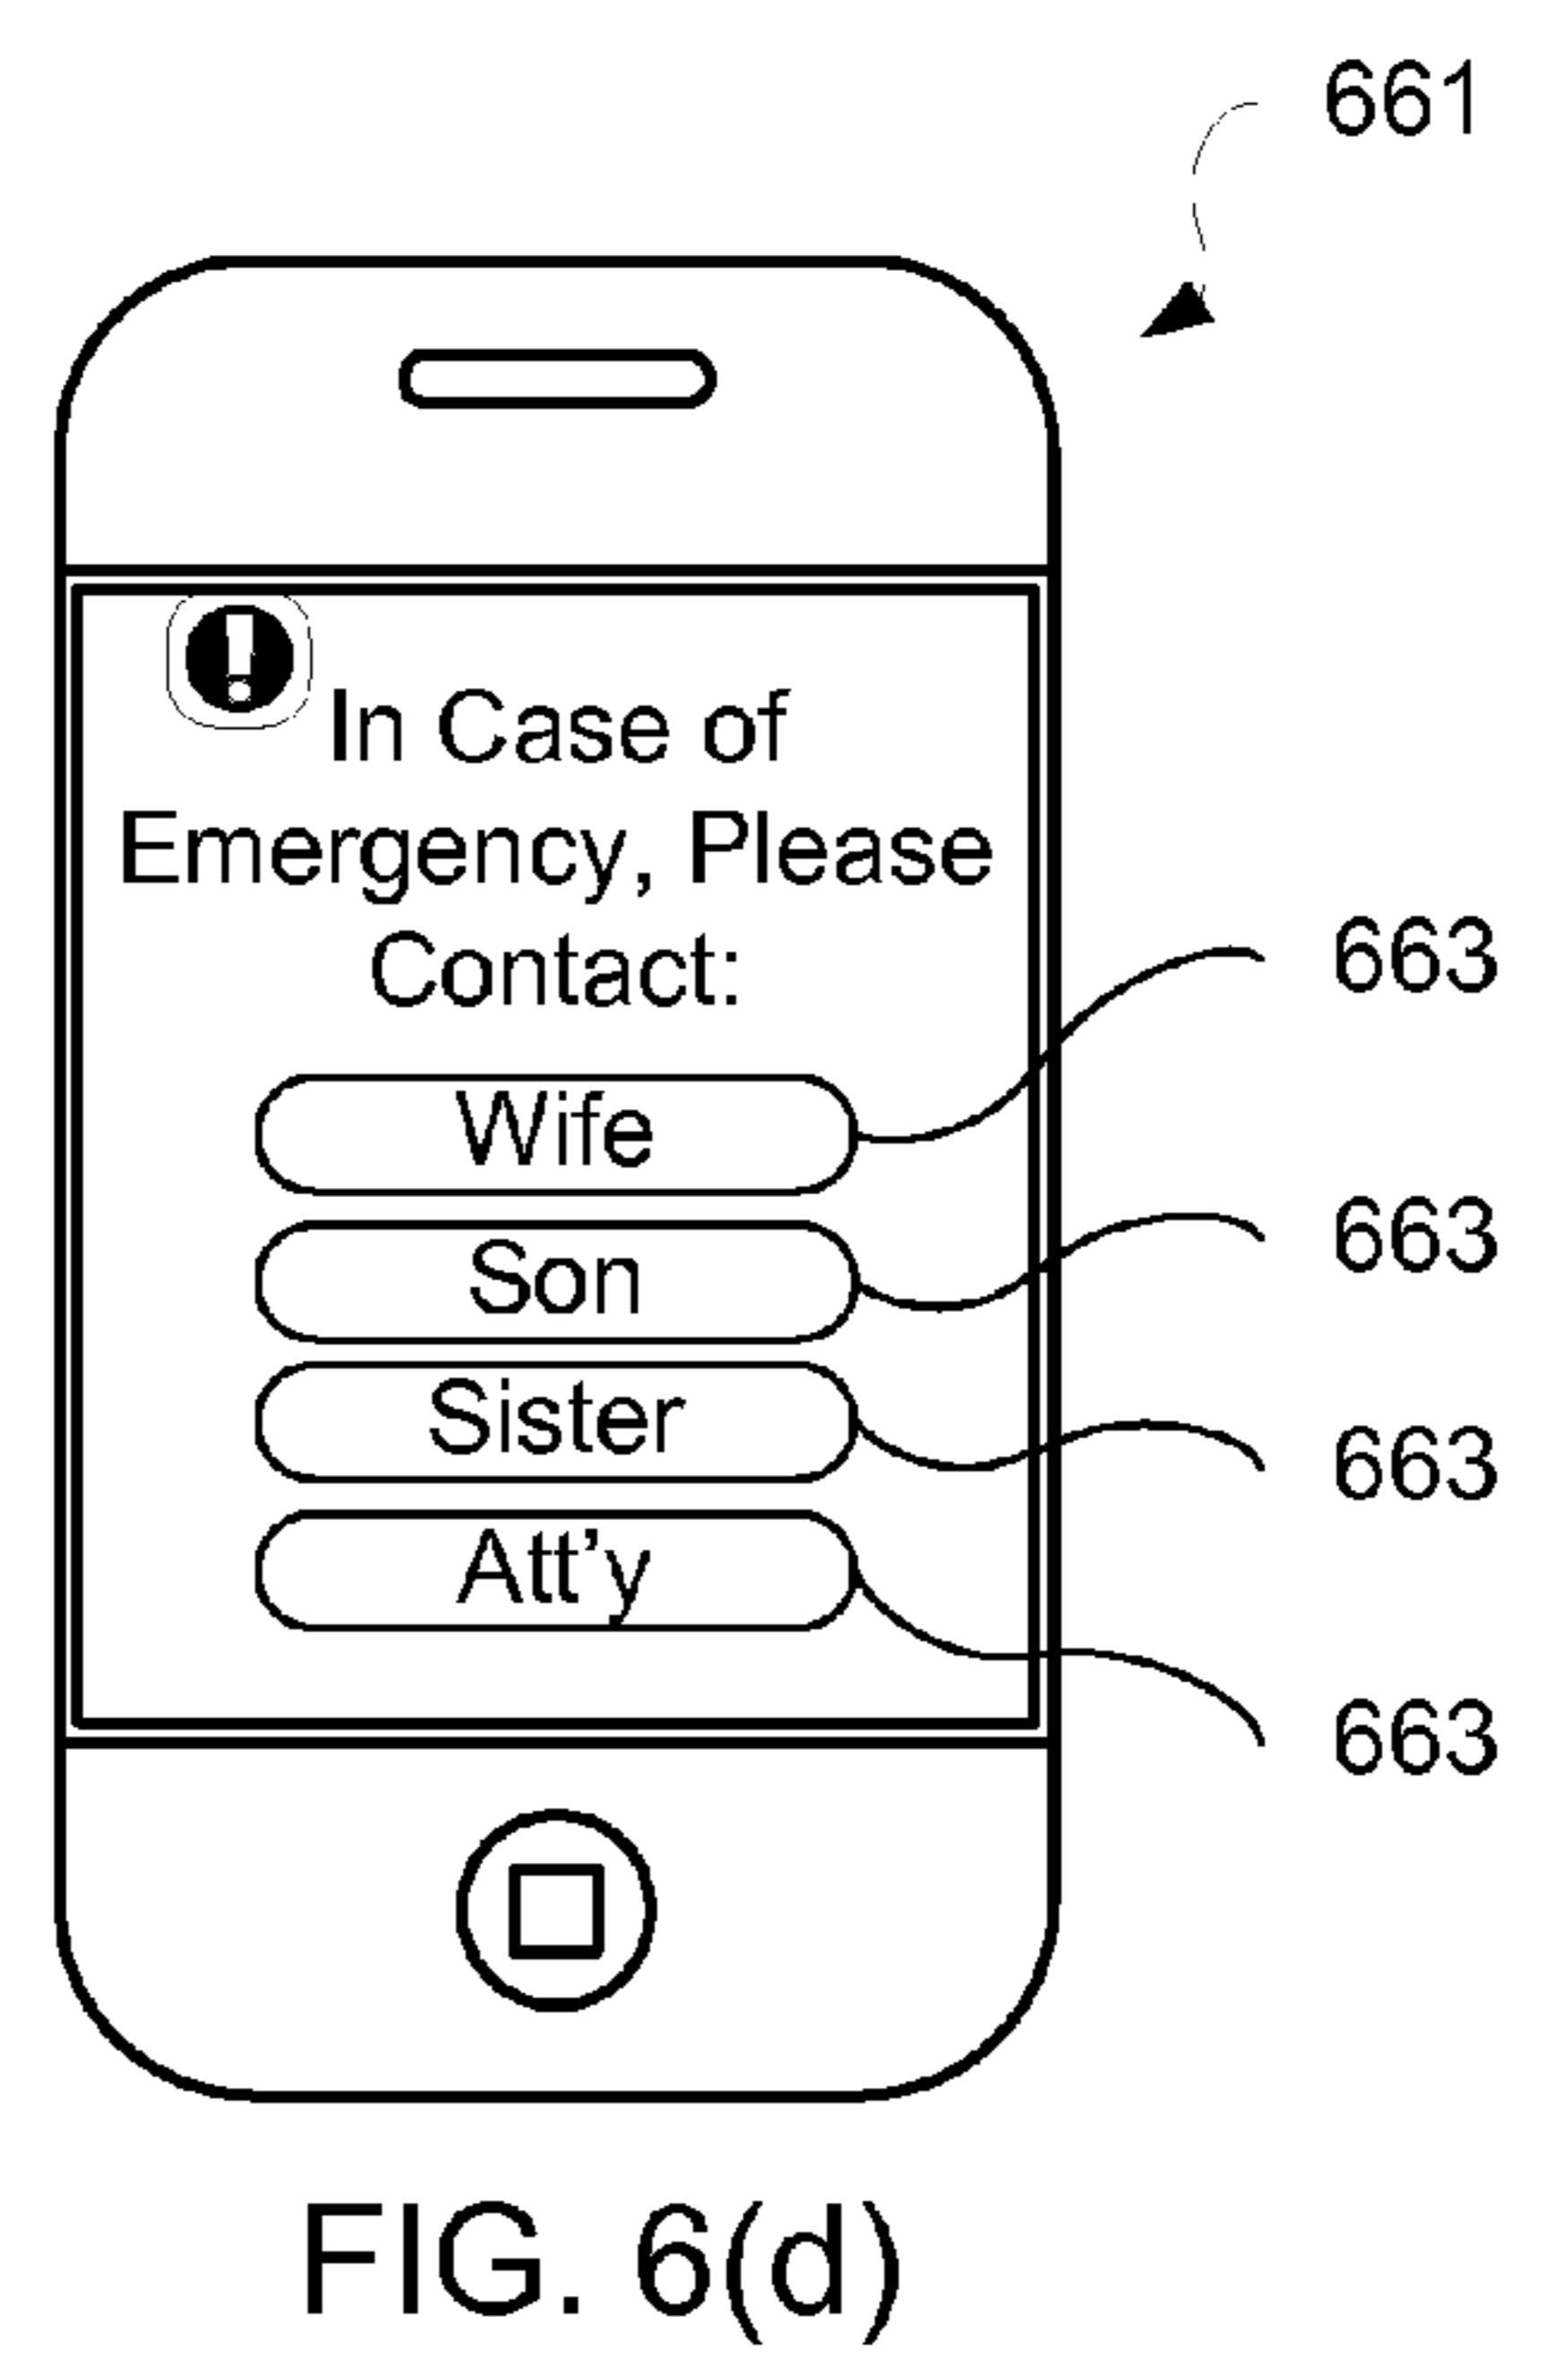 661
! In Case of
Emergency, Please
Contact:
663
Wife
663
Son
Sister
663
Att'y
663
FIG. 6(d)